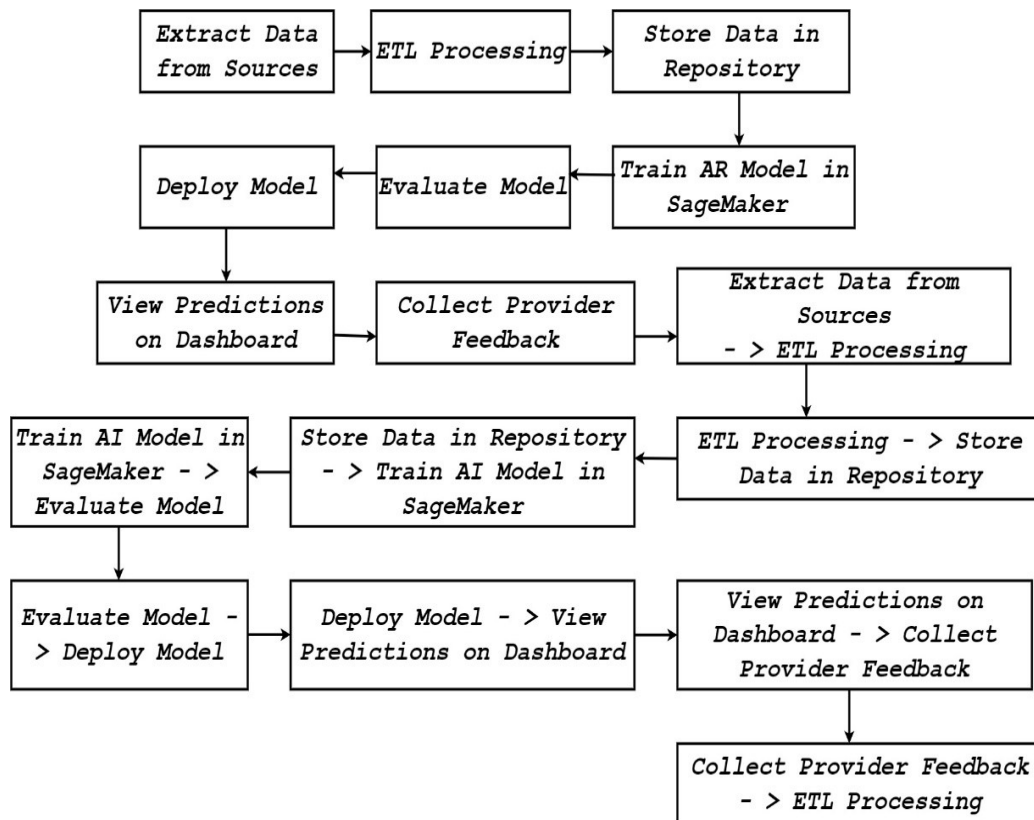 Extract Data
from Sources
ETL Processing
Store Data in
Repository
Train AR Model in
SageMaker
Evaluate Model
Deploy Model
View Predictions
on Dashboard
Collect Provider
Feedback
Extract Data from
Sources
- > ETL Processing
ETL Processing - > Store
Data in Repository
Store Data in Repository
- > Train AI Model in
SageMaker
Train AI Model in
SageMaker - >
Evaluate Model
Evaluate Model -
> Deploy Model
Deploy Model - > View
Predictions on Dashboard
View Predictions on
Dashboard - > Collect
Provider Feedback
Collect Provider Feedback
- > ETL Processing